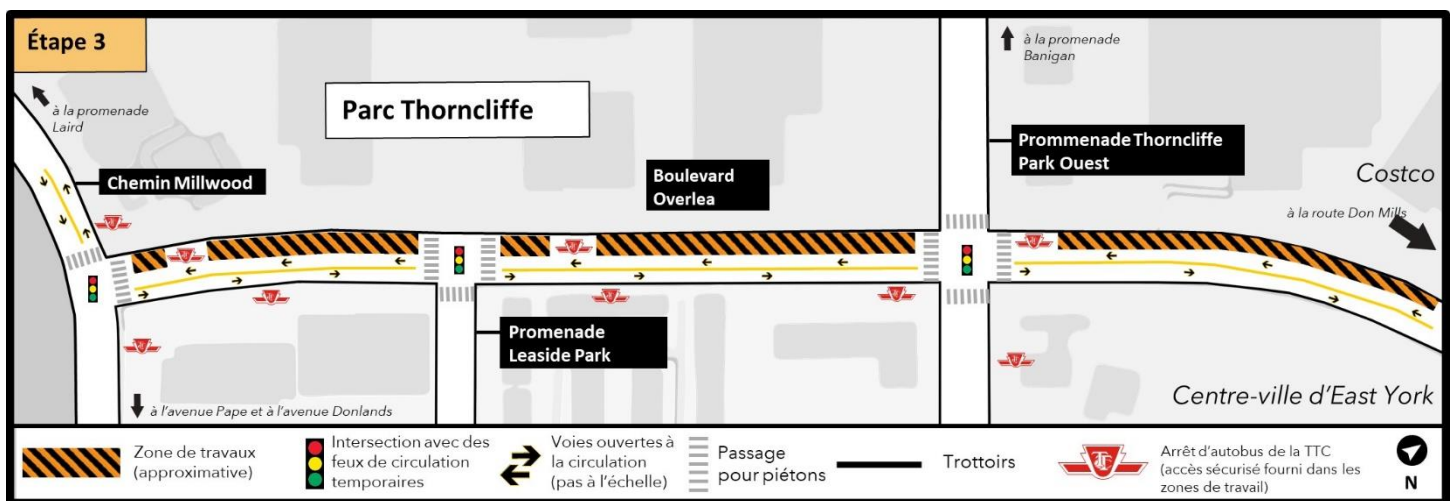 Étape 3
à la promenade
Laird
Parc Thorncliffe
à la promenade
Banigan
Chemin Millwood
Boulevard
Overlea
Prommenade Thorncliffe
Park Ouest
Costco
à la route Don Mills
Promenade
Leaside Park
à l'avenue Pape et à l'avenue Donlands
Centre-ville d'East York
Zone de travaux
(approximative)
Intersection avec des
feux de circulation
temporaires
Voies ouvertes à
la circulation
(pas à l'échelle)
Passage
pour piétons
Trottoirs
TTC
Arrêt d'autobus de la TTC
(accès sécurisé fourni dans les
zones de travail)
N